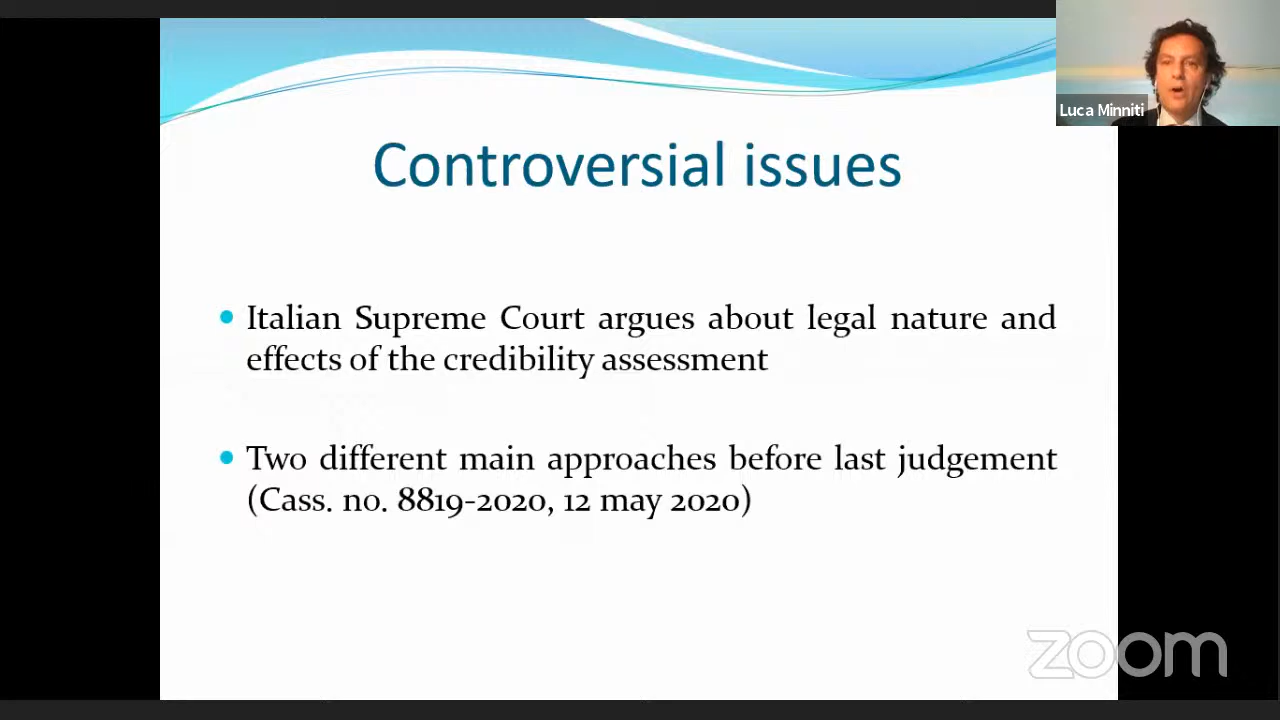 Luca Minniti
Controversial issues
• Italian Supreme Court argues about legal nature and
effects of the credibility assessment
• Two different main approaches before last judgement
(Cass. no. 8819-2020, 12 may 2020)
zoom